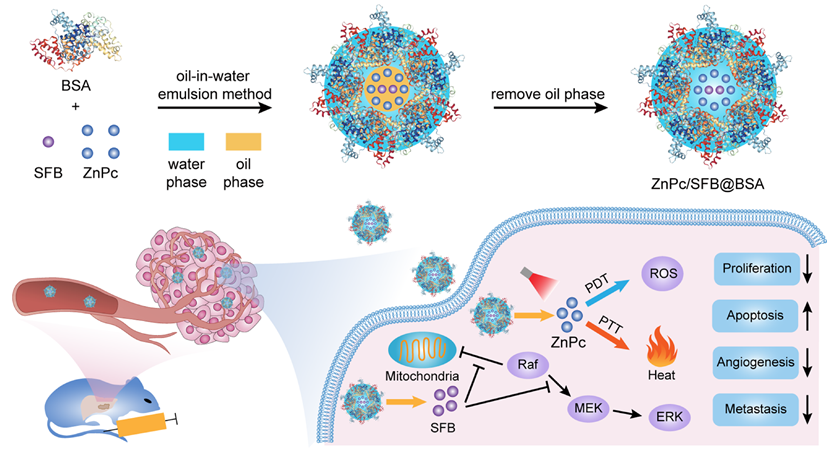 BSA
+
SFB
ZnPc
oil-in-water
emulsion method
water
phase
oil
phase
remove oil phase
ZnPc/SFB@BSA
PDT
ROS
ZnPc
PTT
Heat
Mitochondria
Raf
SFB
MEK
ERK
Proliferation
Apoptosis
Angiogenesis
Metastasis